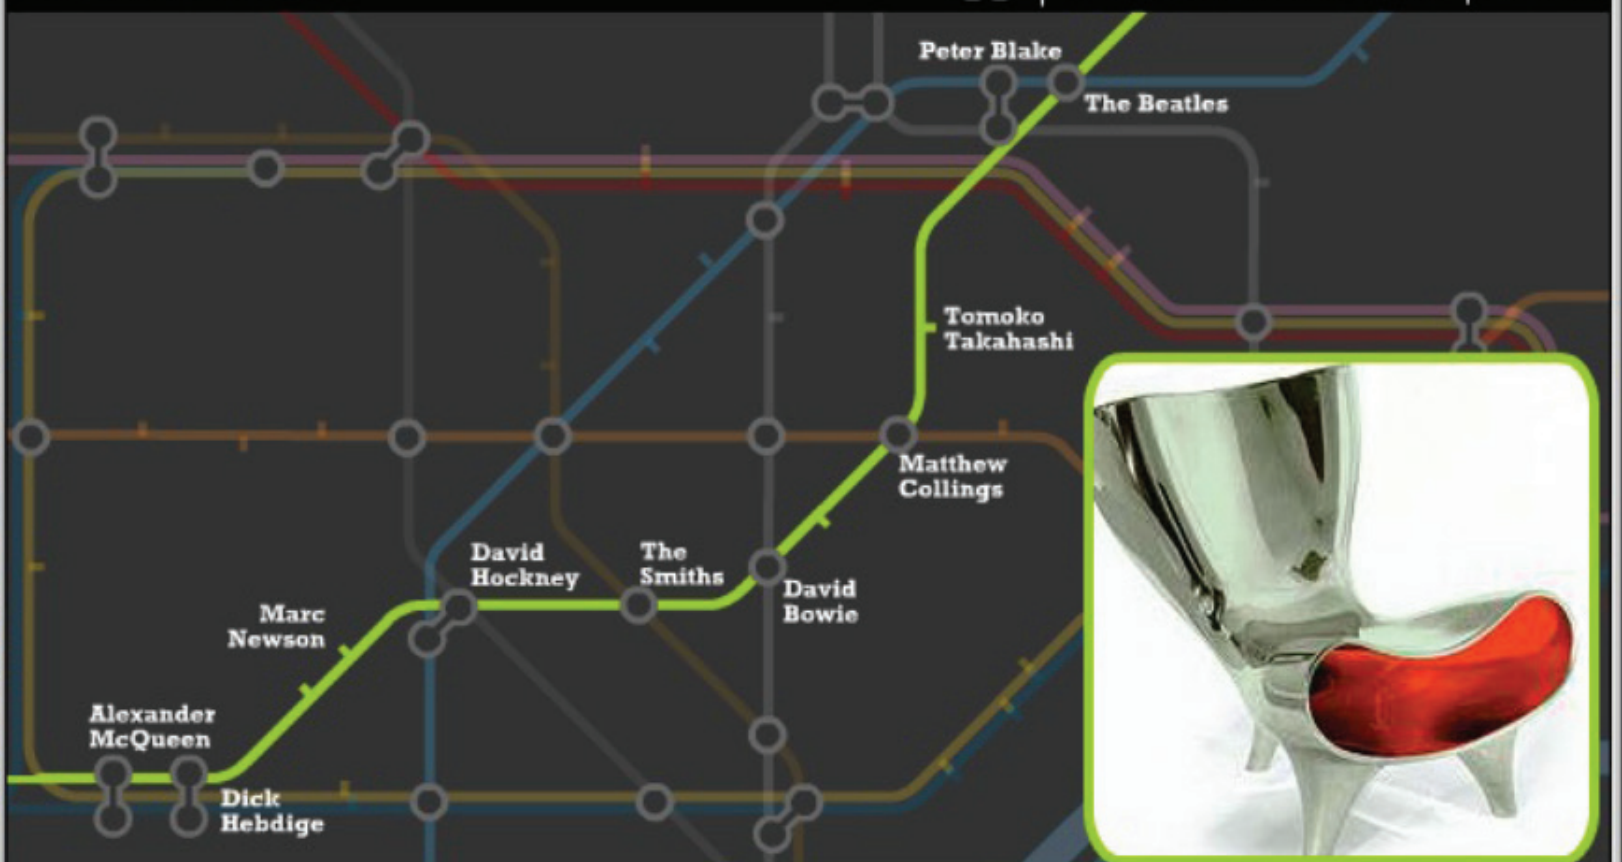 Peter Blake
The Beatles
Tomoko
Takahashi
Matthew
Collings
David
Hockney
The
Smiths
David
Bowie
Marc
Newson
Alexander
McQueen
Dick
Hebdige